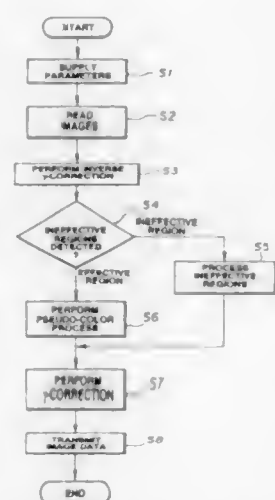 START
SUPPLY
PARAMETERS
S1
READ
IMAGES
S2
PERFORM INVERSE
γ-CORRECTION
S3
INEFFECTIVE
REGIONS
DETECTED
?
S4
INEFFECTIVE
REGION
EFFECTIVE
REGION
PROCESS
INEFFECTIVE
REGIONS
S5
PERFORM
PSEUDO-COLOR
PROCESS
S6
PERFORM
γ-CORRECTION
S7
TRANSMIT
IMAGE DATA
S8
END